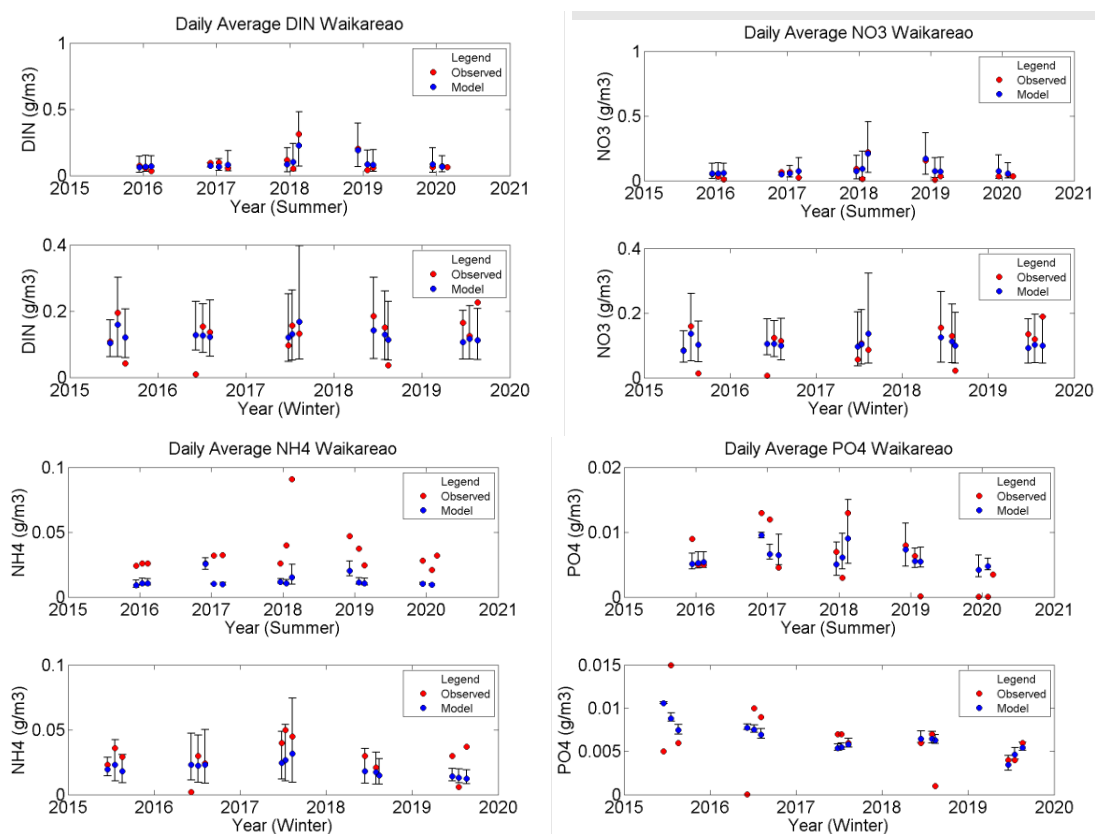 Daily Average DIN Waikareao
DIN (g/m3)
1
0.5
0
Legend
Observed
Model
2015 2016 2017 2018 2019 2020 2021
Year (Summer)
DIN (g/m3)
0.4
0.2
0
Legend
Observed
Model
2015 2016 2017 2018 2019 2020
Year (Winter)
Daily Average NO3 Waikareao
NO3 (g/m3)
1
0.5
0
Legend
Observed
Model
2015 2016 2017 2018 2019 2020 2021
Year (Summer)
NO3 (g/m3)
0.4
0.2
0
Legend
Observed
Model
2015 2016 2017 2018 2019 2020
Year (Winter)
Daily Average NH4 Waikareao
NH4 (g/m3)
0.1
0.05
0
Legend
Observed
Model
2015 2016 2017 2018 2019 2020 2021
Year (Summer)
NH4 (g/m3)
0.1
0.05
0
Legend
Observed
Model
2015 2016 2017 2018 2019 2020
Year (Winter)
Daily Average PO4 Waikareao
PO4 (g/m3)
0.02
0.01
0
Legend
Observed
Model
2015 2016 2017 2018 2019 2020 2021
Year (Summer)
PO4 (g/m3)
0.015
0.01
0.005
0
Legend
Observed
Model
2015 2016 2017 2018 2019 2020
Year (Winter)